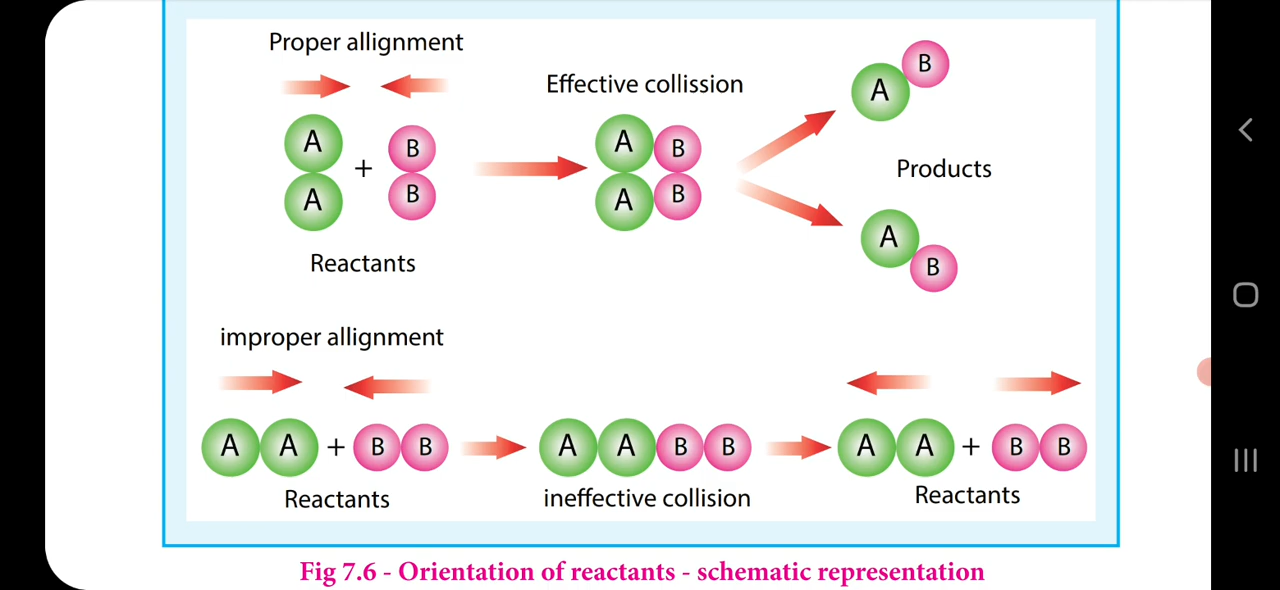 Proper allignment
Effective collission
A
B
A
B
+
A
B
A
B
A
B
A
B
Products
A
B
Reactants
improper allignment
A A + B B
A A B B
A A + B B
Reactants
ineffective collision
Reactants
Fig 7.6 - Orientation of reactants - schematic representation